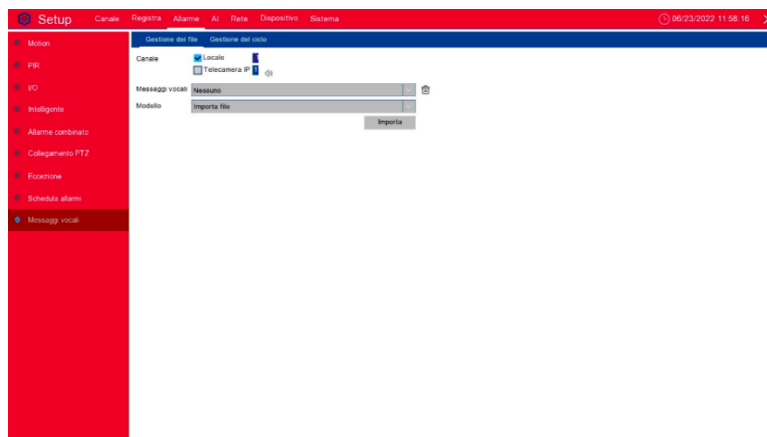 Setup Canale Registra Allarme AI Rete Dispositivo Sistema 06/23/2022 11:58:16
Gestione dei file Gestione del ciclo
Motion
PIR
I/O
Intelligente
Allarme combinato
Collegamento PTZ
Eccezione
Schedula allarmi
Messaggi vocali
Canale Locale
Telecamera IP 1
Messaggi vocali Nessuno
Modello Importa file
Importa